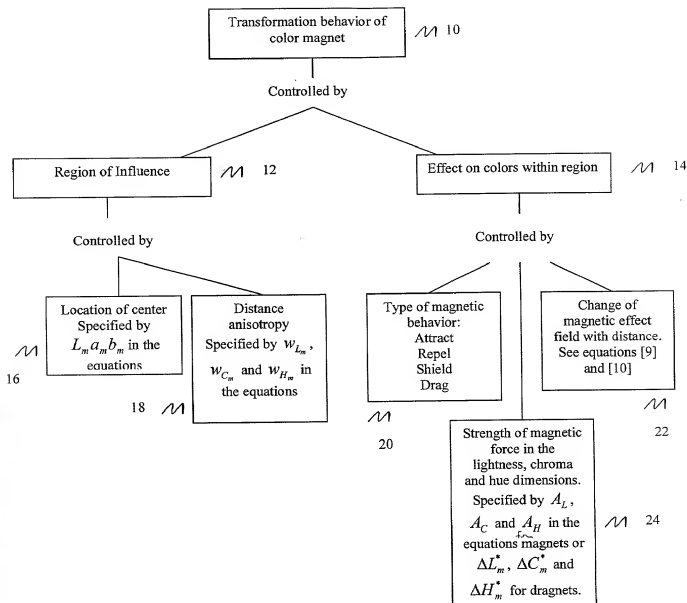 Transformation behavior of
color magnet
10
Controlled by
Region of Influence
12
Effect on colors within region
14
Controlled by
Controlled by
Location of center
Specified by
L_m a_m b_m in the
equations
16
Distance
anisotropy
Specified by w_{L_m},
w_{C_m} and w_{H_m} in
the equations
18
Type of magnetic
behavior:
Attract
Repel
Shield
Drag
20
Change of
magnetic effect
field with distance.
See equations [9]
and [10]
22
Strength of magnetic
force in the
lightness, chroma
and hue dimensions.
Specified by A_L,
A_C and A_H in the
for
equations magnets or
ΔL*_m, ΔC*_m and
ΔH*_m for dragnets.
24